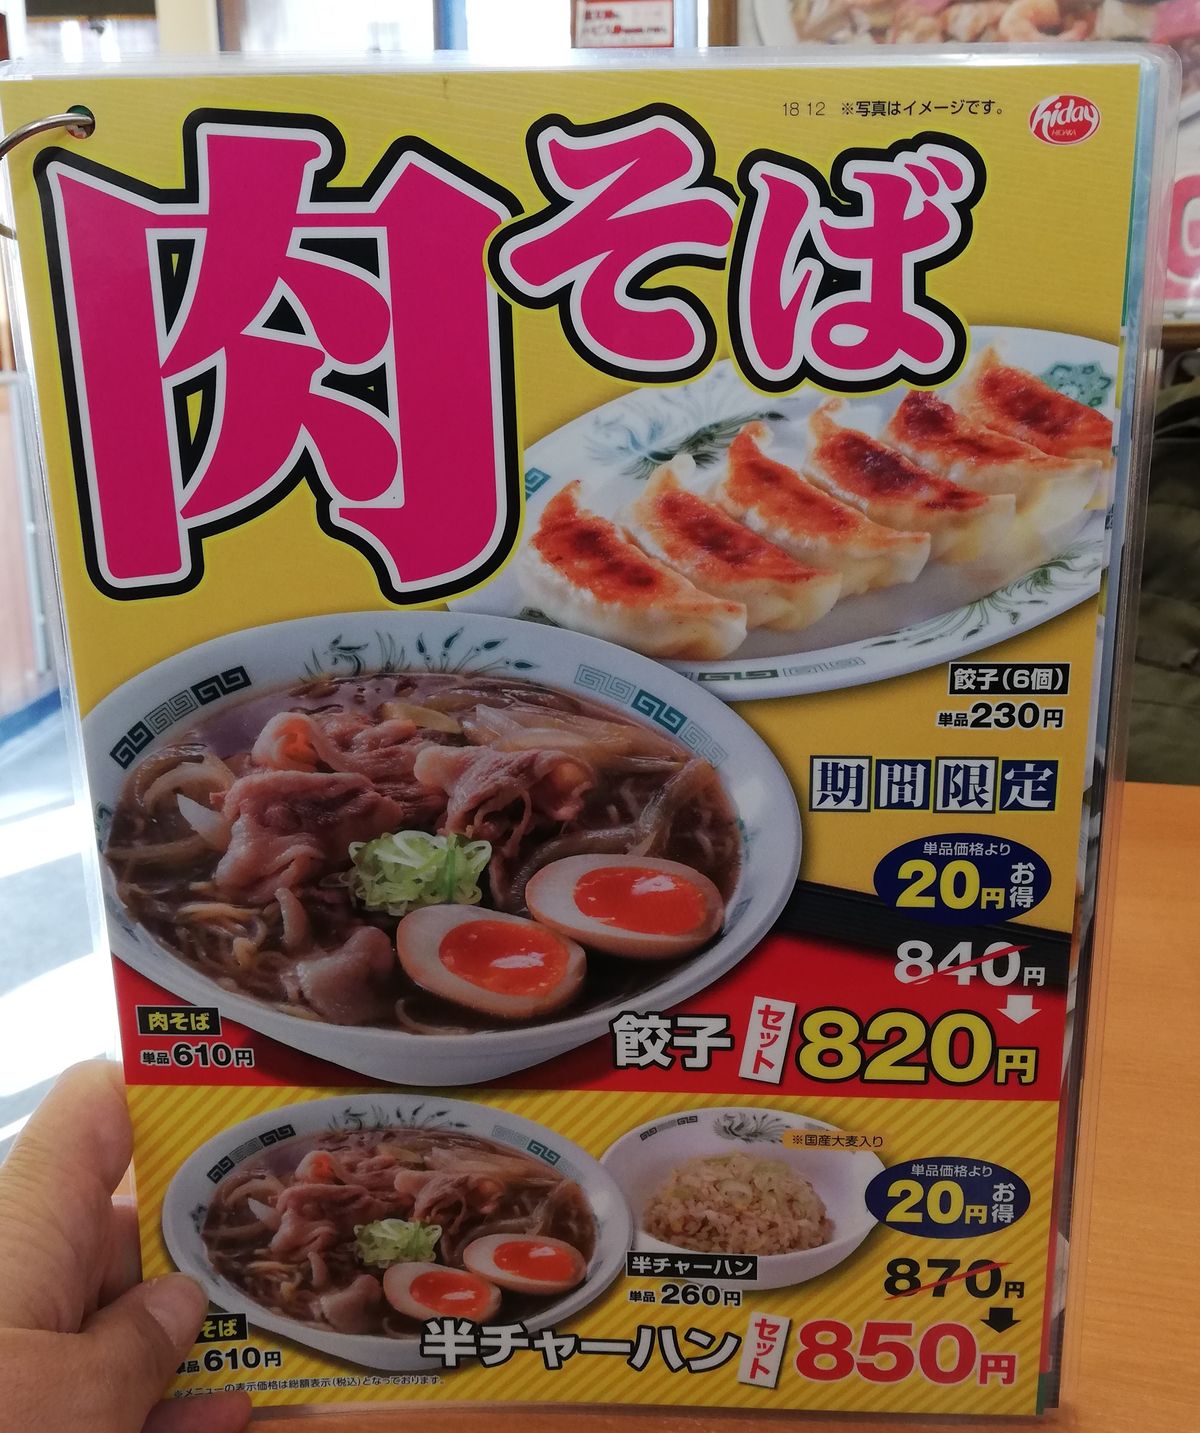 18 12 ※写真はイメージです。
hiday
HIDAKA
肉そば
餃子(6個)
単品230円
期間限定
単品価格より
20円お得
840円
肉そば
単品610円
餃子セット820円
※国産大麦入り
単品価格より
20円お得
半チャーハン
単品260円
870円
そば
単品610円
半チャーハンセット850円
※メニューの表示価格は総額表示(税込)となっております。